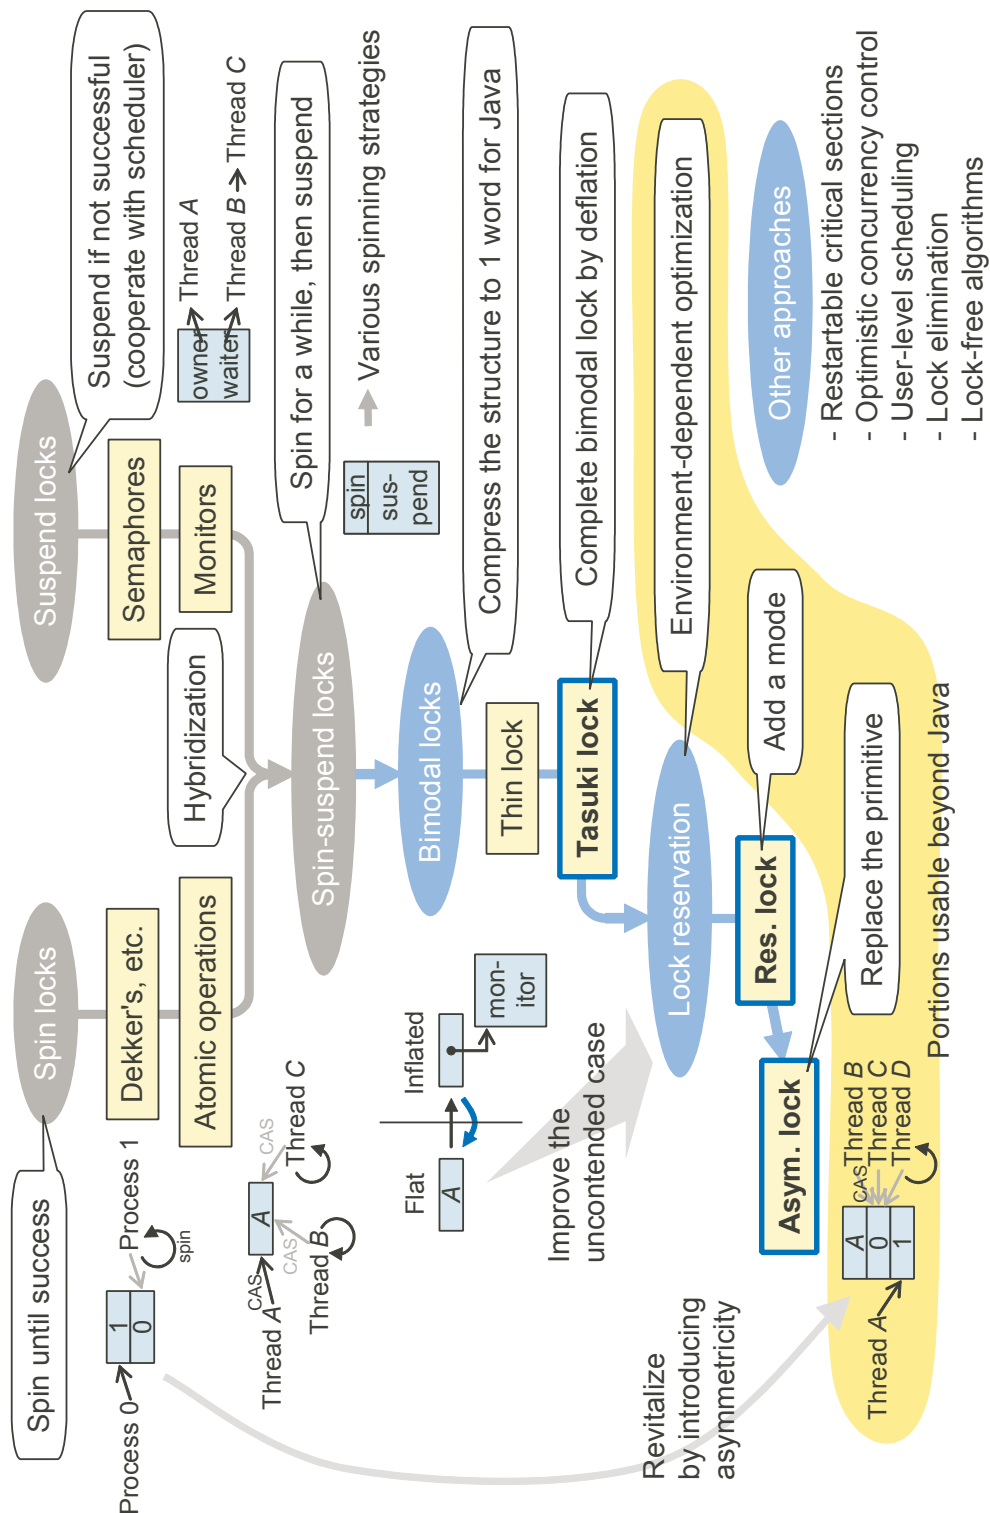 Spin until success
Spin locks
Suspend locks
Suspend if not successful
(cooperate with scheduler)
Process 0
1
0
Process 1
spin
Dekker's, etc.
Semaphores
owner
waiter
Thread A
Thread B
Thread C
Atomic operations
Hybridization
Monitors
Thread A
CAS
A
CAS
Thread B
CAS
Thread C
Spin-suspend locks
Spin for a while, then suspend
spin
sus-
pend
Various spinning strategies
Flat
A
Inflated
mon-
itor
Bimodal locks
Compress the structure to 1 word for Java
Thin lock
Improve the
uncontended case
Tasuki lock
Complete bimodal lock by deflation
Lock reservation
Environment-dependent optimization
Revitalize
by introducing
asymmetricity
Res. lock
Add a mode
Asym. lock
Replace the primitive
Thread A
A
0
1
CAS
Thread B
Thread C
Thread D
Portions usable beyond Java
Other approaches
- Restartable critical sections
- Optimistic concurrency control
- User-level scheduling
- Lock elimination
- Lock-free algorithms